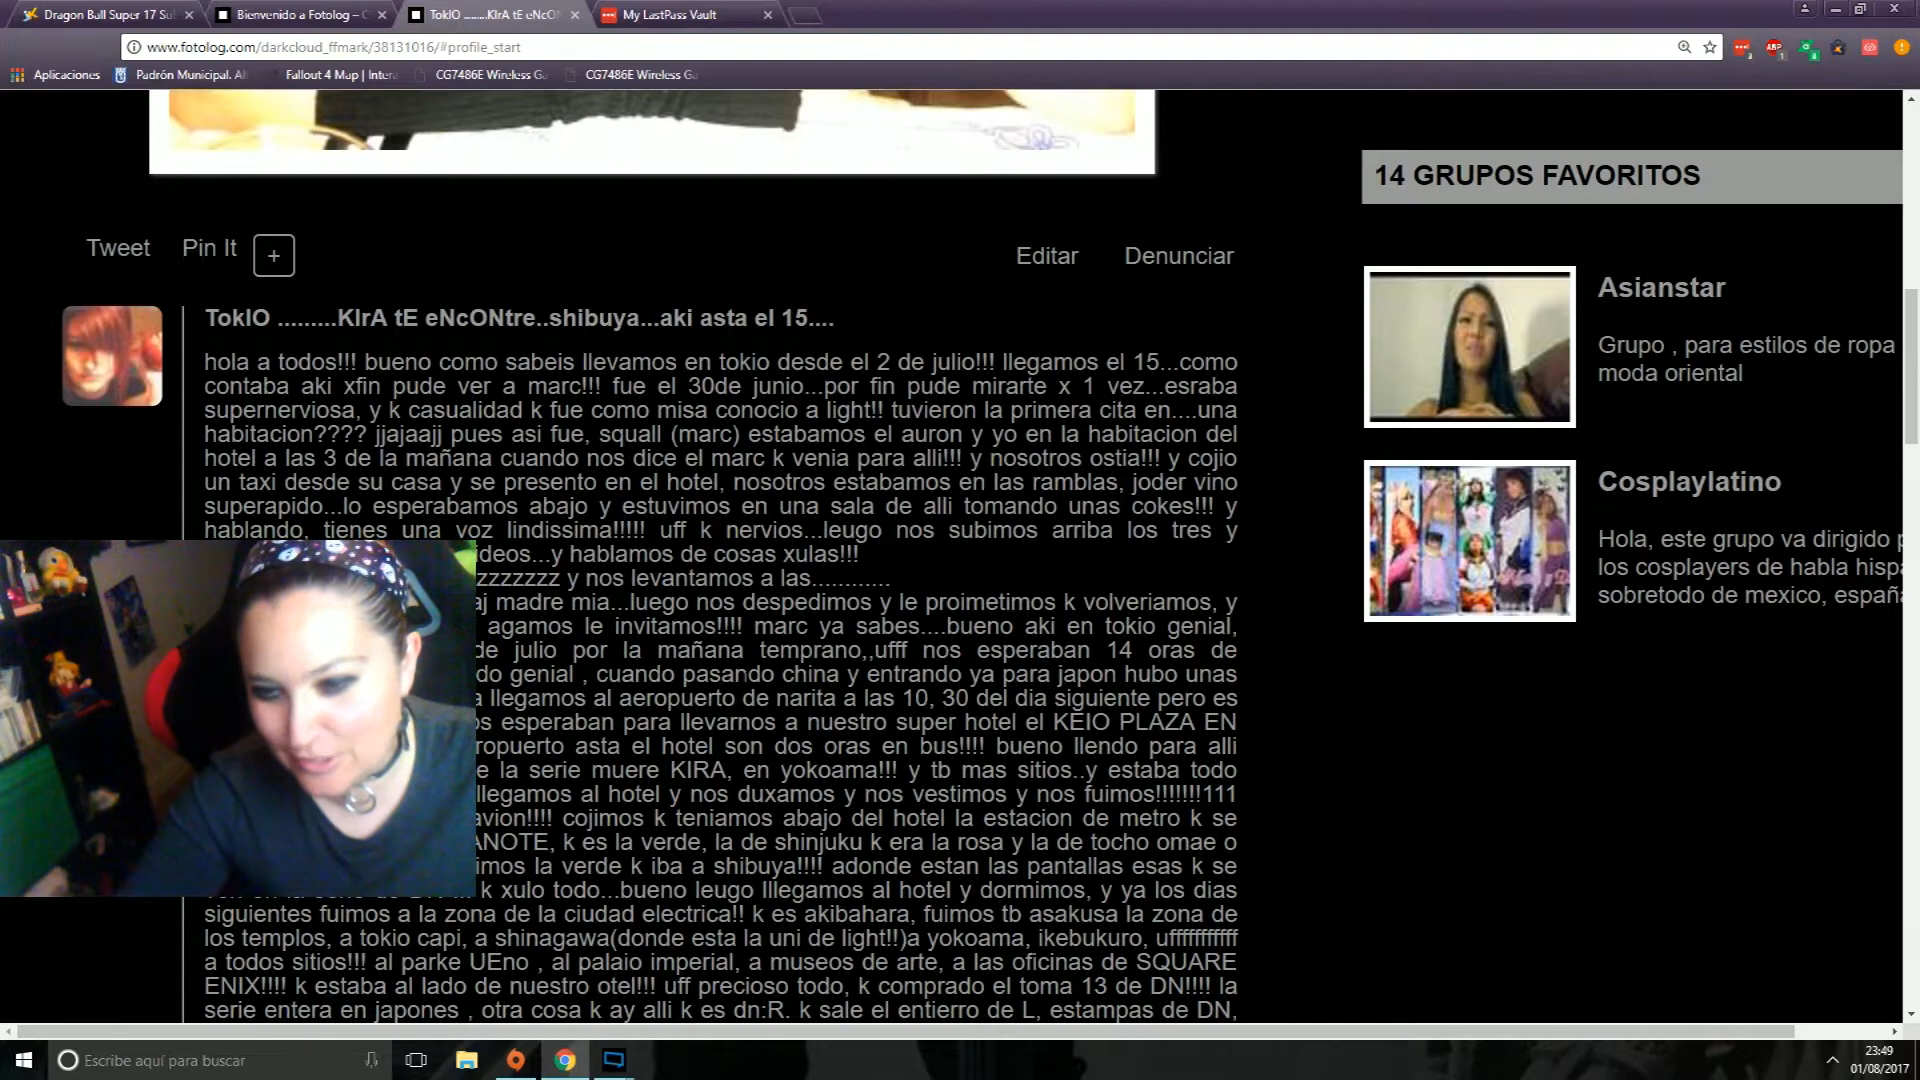 Dragon Ball Super 17 Su
Bienvenido a Fotolog – C
TokIO .........KIrA tE eNcON
My LastPass Vault
www.fotolog.com/darkcloud_ffmark/38131016/#profile_start
Aplicaciones
Padrón Municipal. Al
Fallout 4 Map | Intera
CG7486E Wireless Ga
CG7486E Wireless Ga
Tweet
Pin It
+
Editar
Denunciar
TokIO .........KIrA tE eNcONtre..shibuya...aki asta el 15....
hola a todos!!! bueno como sabeis llevamos en tokio desde el 2 de julio!!! llegamos el 15...como
contaba aki xfin pude ver a marc!!! fue el 30de junio...por fin pude mirarte x 1 vez...esraba
supernerviosa, y k casualidad k fue como misa conocio a light!! tuvieron la primera cita en....una
habitacion???? jjajaajj pues asi fue, squall (marc) estabamos el auron y yo en la habitacion del
hotel a las 3 de la mañana cuando nos dice el marc k venia para alli!!! y nosotros ostia!!! y cojio
un taxi desde su casa y se presento en el hotel, nosotros estabamos en las ramblas, joder vino
superapido...lo esperabamos abajo y estuvimos en una sala de alli tomando unas cokes!!! y
hablando, tienes una voz lindissima!!!!! uff k nervios...leugo nos subimos arriba los tres y
ideos...y hablamos de cosas xulas!!!
zzzzzzzz y nos levantamos a las............
aj madre mia...luego nos despedimos y le proimetimos k volveriamos, y
agamos le invitamos!!!! marc ya sabes....bueno aki en tokio genial,
de julio por la mañana temprano,,ufff nos esperaban 14 oras de
do genial , cuando pasando china y entrando ya para japon hubo unas
a llegamos al aeropuerto de narita a las 10, 30 del dia siguiente pero es
os esperaban para llevarnos a nuestro super hotel el KEIO PLAZA EN
ropuerto asta el hotel son dos oras en bus!!!! bueno llendo para alli
e la serie muere KIRA, en yokoama!!! y tb mas sitios..y estaba todo
llegamos al hotel y nos duxamos y nos vestimos y nos fuimos!!!!!!!111
avion!!!! cojimos k teniamos abajo del hotel la estacion de metro k se
ANOTE, k es la verde, la de shinjuku k era la rosa y la de tocho omae o
imos la verde k iba a shibuya!!!! adonde estan las pantallas esas k se
k xulo todo...bueno leugo lllegamos al hotel y dormimos, y ya los dias
siguientes fuimos a la zona de la ciudad electrica!! k es akibahara, fuimos tb asakusa la zona de
los templos, a tokio capi, a shinagawa(donde esta la uni de light!!)a yokoama, ikebukuro, ufffffffffff
a todos sitios!!! al parke UEno , al palaio imperial, a museos de arte, a las oficinas de SQUARE
ENIX!!!! k estaba al lado de nuestro otel!!! uff precioso todo, k comprado el toma 13 de DN!!!! la
serie entera en japones , otra cosa k ay alli k es dn:R. k sale el entierro de L, estampas de DN,
14 GRUPOS FAVORITOS
Asianstar
Grupo , para estilos de ropa
moda oriental
Cosplaylatino
Hola, este grupo va dirigido
los cosplayers de habla hisp
sobretodo de mexico, españ
Escribe aquí para buscar
23:49
01/08/2017